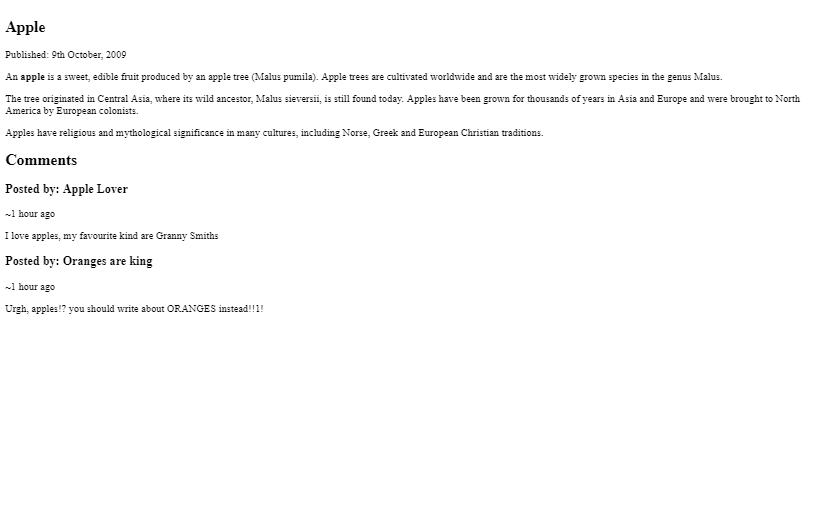 Apple
Published: 9th October, 2009
An apple is a sweet, edible fruit produced by an apple tree (Malus pumila). Apple trees are cultivated worldwide and are the most widely grown species in the genus Malus.
The tree originated in Central Asia, where its wild ancestor, Malus sieversii, is still found today. Apples have been grown for thousands of years in Asia and Europe and were brought to North
America by European colonists.
Apples have religious and mythological significance in many cultures, including Norse, Greek and European Christian traditions.
Comments
Posted by: Apple Lover
~1 hour ago
I love apples, my favourite kind are Granny Smiths
Posted by: Oranges are king
~1 hour ago
Urgh, apples!? you should write about ORANGES instead!!1!